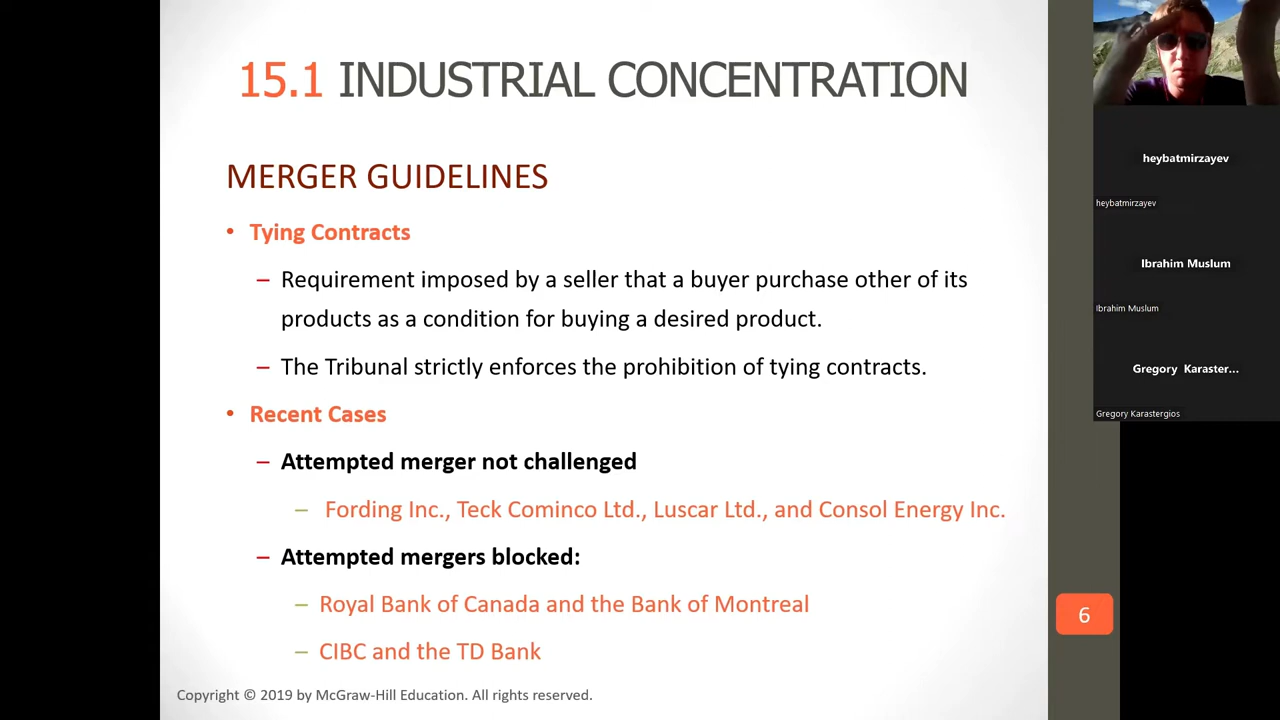 15.1 INDUSTRIAL CONCENTRATION
MERGER GUIDELINES
• Tying Contracts
– Requirement imposed by a seller that a buyer purchase other of its
products as a condition for buying a desired product.
– The Tribunal strictly enforces the prohibition of tying contracts.
• Recent Cases
– Attempted merger not challenged
– Fording Inc., Teck Cominco Ltd., Luscar Ltd., and Consol Energy Inc.
– Attempted mergers blocked:
– Royal Bank of Canada and the Bank of Montreal
– CIBC and the TD Bank
Copyright © 2019 by McGraw-Hill Education. All rights reserved.
6
heybatmirzayev
heybatmirzayev
Ibrahim Muslum
Ibrahim Muslum
Gregory Karaster...
Gregory Karastergios